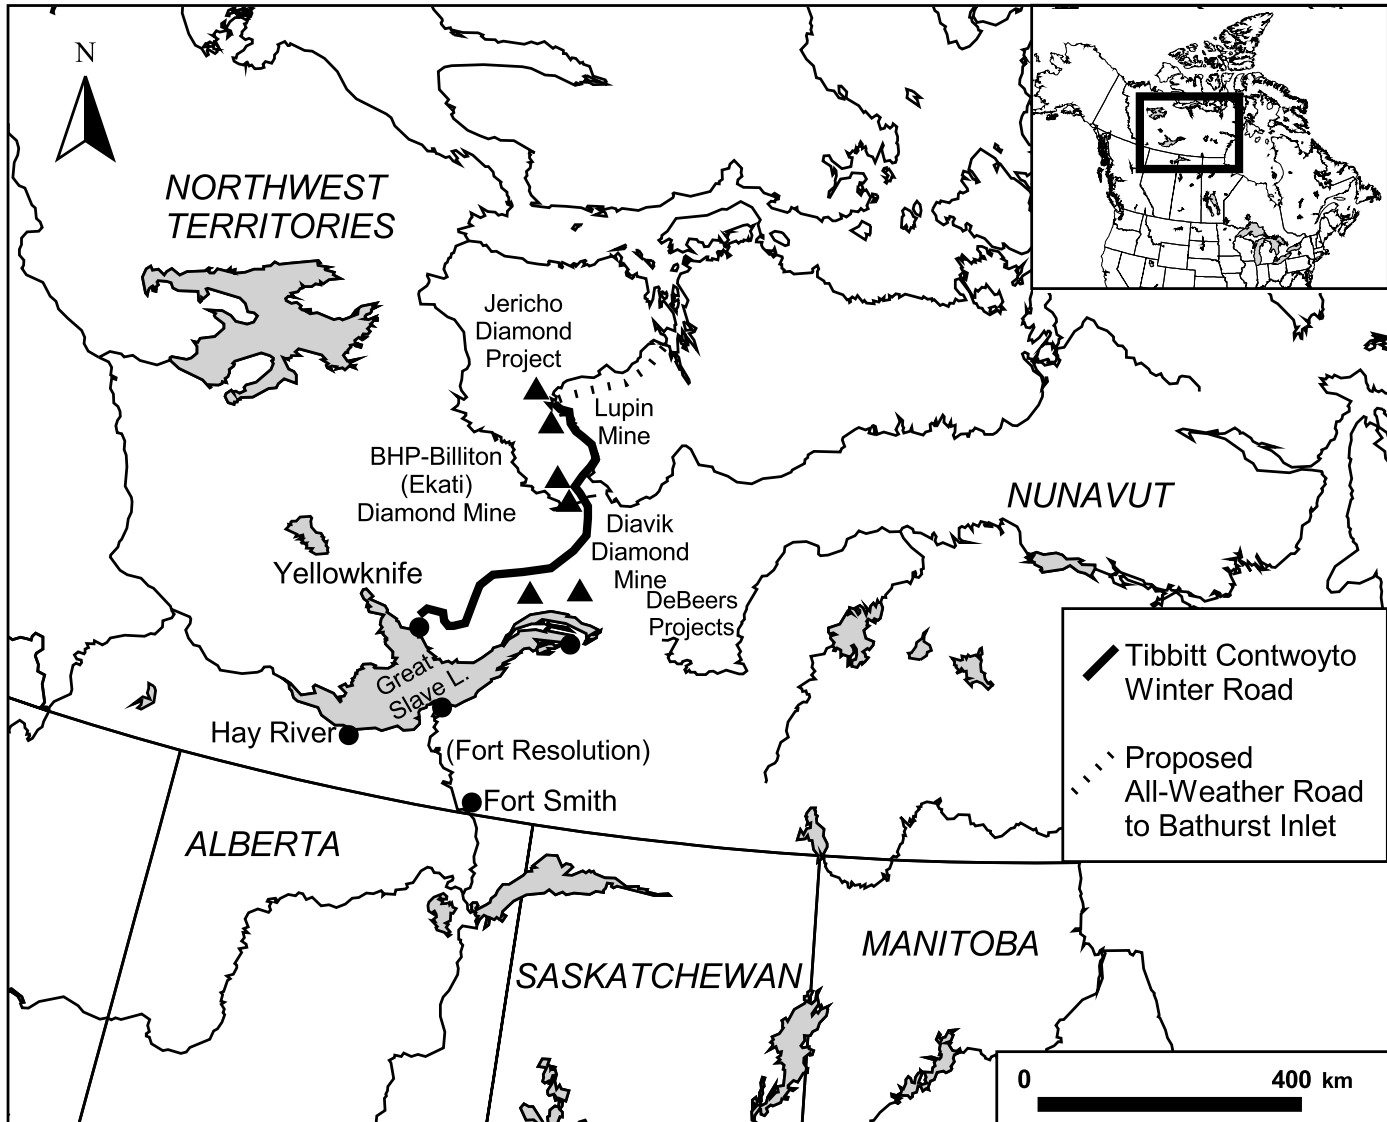 N
NORTHWEST
TERRITORIES
Jericho
Diamond
Project
Lupin
Mine
BHP-Billiton
(Ekati)
Diamond Mine
NUNAVUT
Diavik
Diamond
Mine
Yellowknife
DeBeers
Projects
Great
Slave L.
Hay River
(Fort Resolution)
Fort Smith
Tibbitt Contwoyto
Winter Road
Proposed
All-Weather Road
to Bathurst Inlet
ALBERTA
SASKATCHEWAN
MANITOBA
0 400 km